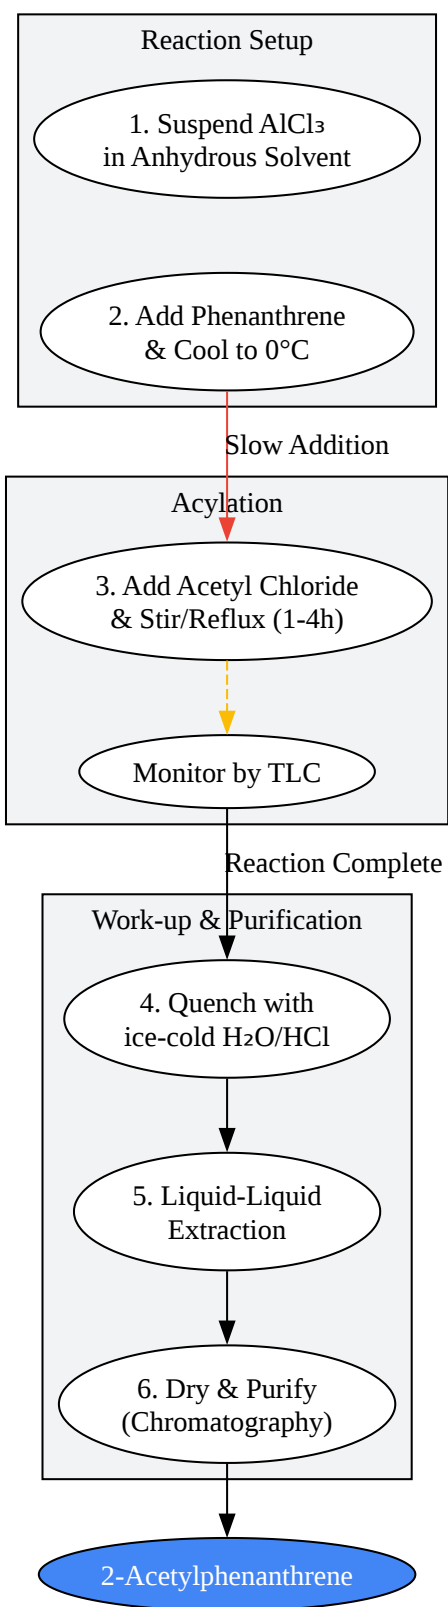 Reaction Setup
1. Suspend AlCl₃
in Anhydrous Solvent
2. Add Phenanthrene
& Cool to 0°C
Slow Addition
Acylation
3. Add Acetyl Chloride
& Stir/Reflux (1-4h)
Monitor by TLC
Reaction Complete
Work-up & Purification
4. Quench with
ice-cold H₂O/HCl
5. Liquid-Liquid
Extraction
6. Dry & Purify
(Chromatography)
2-Acetylphenanthrene